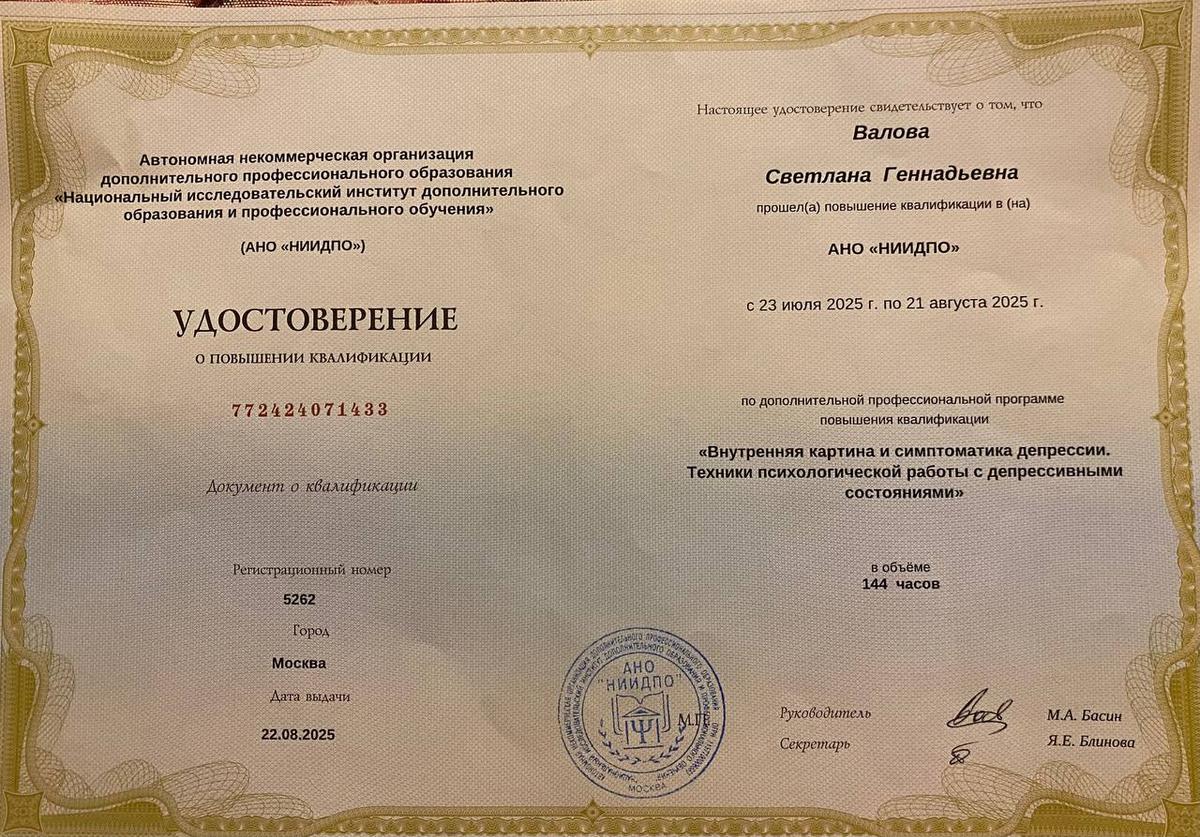 Автономная некоммерческая организация
дополнительного профессионального образования
«Национальный исследовательский институт дополнительного
образования и профессионального обучения»
(АНО «НИИДПО»)
УДОСТОВЕРЕНИЕ
О ПОВЫШЕНИИ КВАЛИФИКАЦИИ
772424071433
Документ о квалификации
Регистрационный номер
5262
Город
Москва
Дата выдачи
22.08.2025
Настоящее удостоверение свидетельствует о том, что
Валова
Светлана Геннадьевна
прошел(а) повышение квалификации в (на)
АНО «НИИДПО»
с 23 июля 2025 г. по 21 августа 2025 г.
по дополнительной профессиональной программе
повышения квалификации
«Внутренняя картина и симптоматика депрессии.
Техники психологической работы с депрессивными
состояниями»
в объёме
144 часов
АНО
"НИИДПО"
М.П.
МОСКВА
Руководитель
М.А. Басин
Секретарь
Я.Е. Блинова